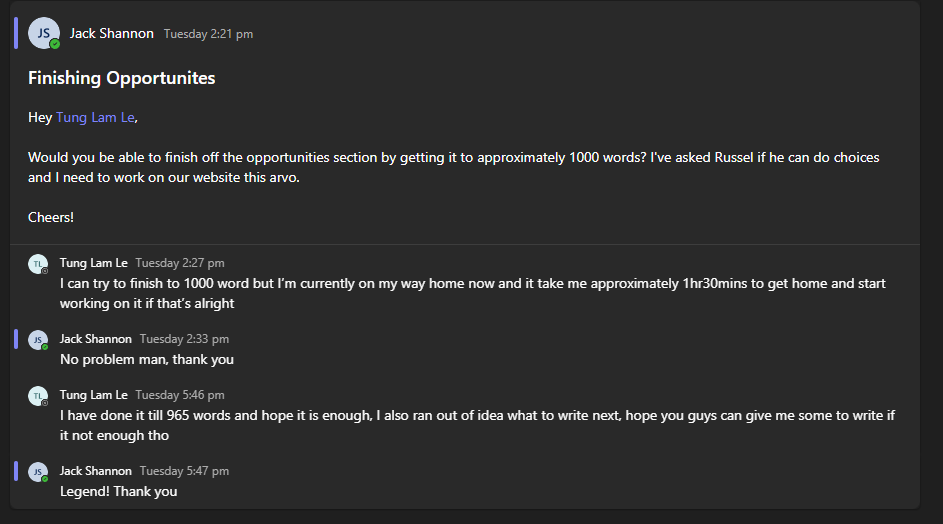 JS Jack Shannon Tuesday 2:21 pm
Finishing Opportunites
Hey Tung Lam Le,
Would you be able to finish off the opportunities section by getting it to approximately 1000 words? I've asked Russel if he can do choices
and I need to work on our website this arvo.
Cheers!
TL Tung Lam Le Tuesday 2:27 pm
I can try to finish to 1000 word but I'm currently on my way home now and it take me approximately 1hr30mins to get home and start
working on it if that's alright
JS Jack Shannon Tuesday 2:33 pm
No problem man, thank you
TL Tung Lam Le Tuesday 5:46 pm
I have done it till 965 words and hope it is enough, I also ran out of idea what to write next, hope you guys can give me some to write if
it not enough tho
JS Jack Shannon Tuesday 5:47 pm
Legend! Thank you